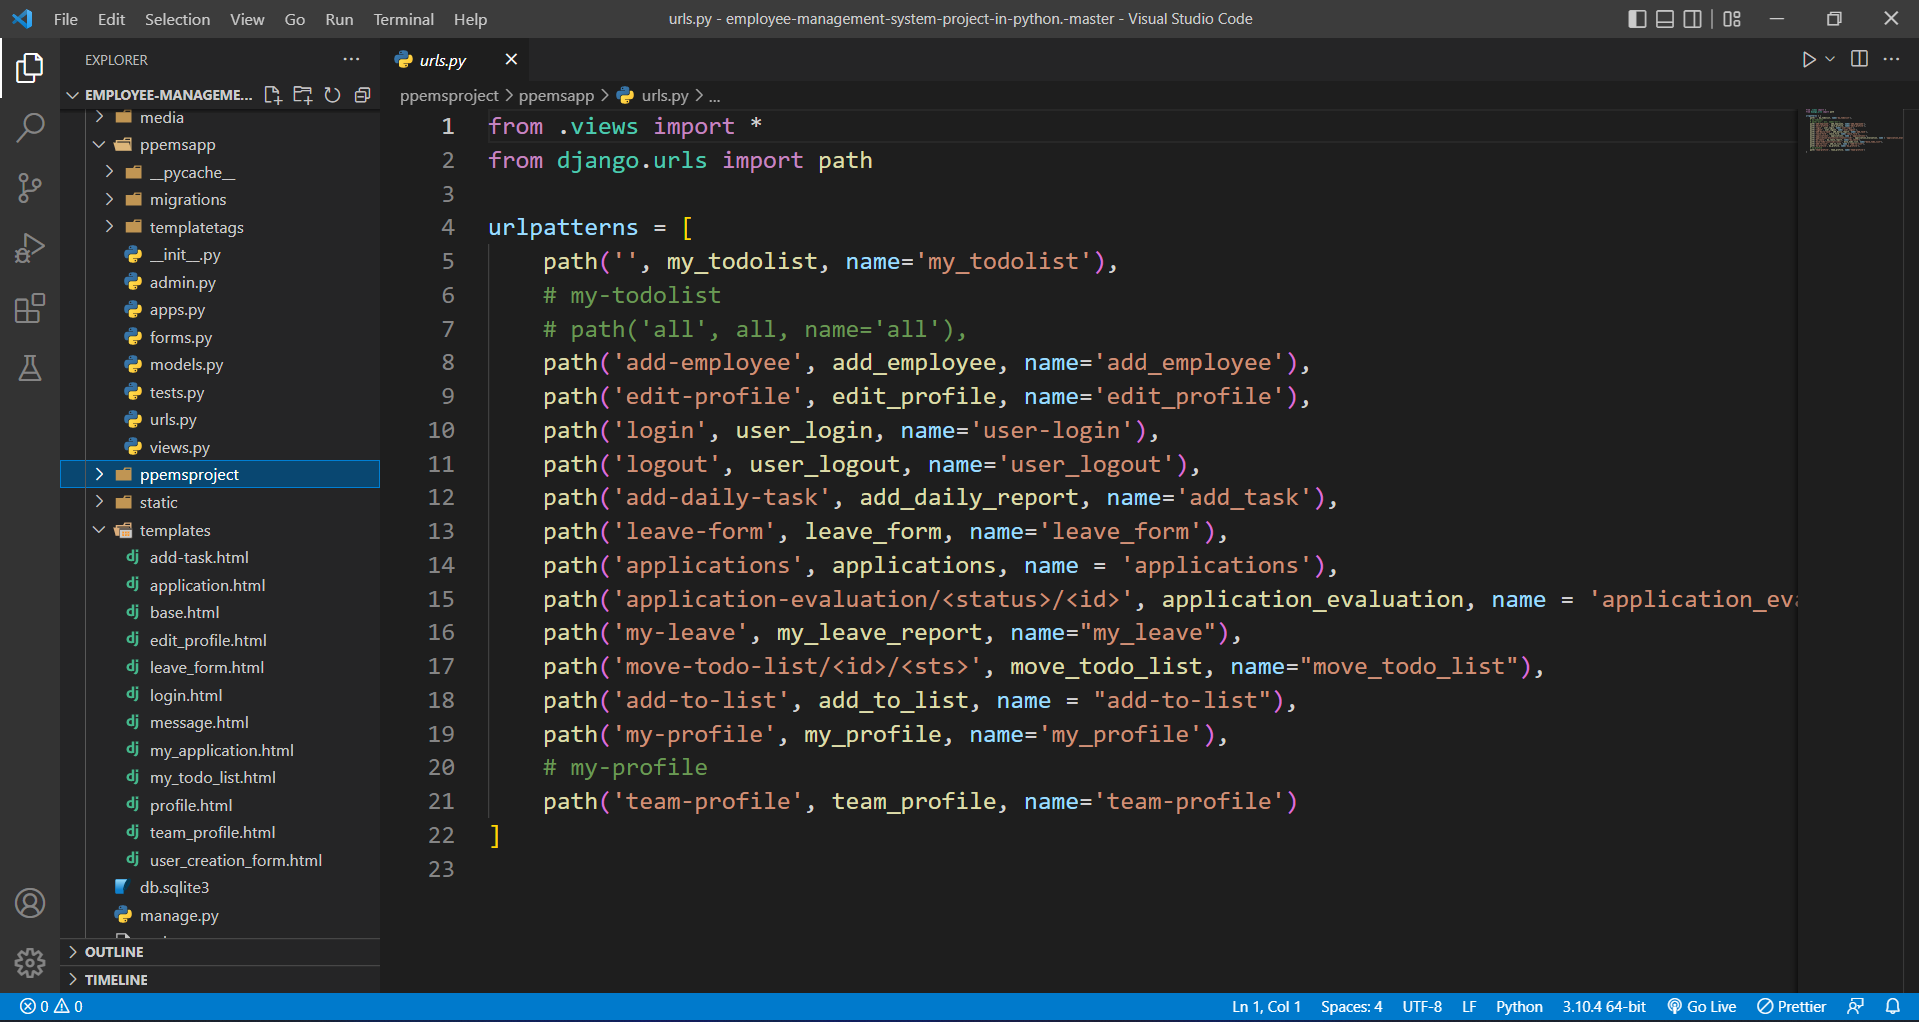 File Edit Selection View Go Run Terminal Help
urls.py - employee-management-system-project-in-python.-master - Visual Studio Code
EXPLORER
EMPLOYEE-MANAGEME...
media
ppemsapp
__pycache__
migrations
templatetags
__init__.py
admin.py
apps.py
forms.py
models.py
tests.py
urls.py
views.py
ppemsproject
static
templates
add-task.html
application.html
base.html
edit_profile.html
leave_form.html
login.html
message.html
my_application.html
my_todo_list.html
profile.html
team_profile.html
user_creation_form.html
db.sqlite3
manage.py
OUTLINE
TIMELINE
urls.py
ppemsproject > ppemsapp > urls.py > ...
1 from .views import *
2 from django.urls import path
3
4 urlpatterns = [
5     path('', my_todolist, name='my_todolist'),
6     # my-todolist
7     # path('all', all, name='all'),
8     path('add-employee', add_employee, name='add_employee'),
9     path('edit-profile', edit_profile, name='edit_profile'),
10     path('login', user_login, name='user-login'),
11     path('logout', user_logout, name='user_logout'),
12     path('add-daily-task', add_daily_report, name='add_task'),
13     path('leave-form', leave_form, name='leave_form'),
14     path('applications', applications, name = 'applications'),
15     path('application-evaluation/<status>/<id>', application_evaluation, name = 'application_eva
16     path('my-leave', my_leave_report, name="my_leave"),
17     path('move-todo-list/<id>/<sts>', move_todo_list, name="move_todo_list"),
18     path('add-to-list', add_to_list, name = "add-to-list"),
19     path('my-profile', my_profile, name='my_profile'),
20     # my-profile
21     path('team-profile', team_profile, name='team-profile')
22 ]
23
0 0
Ln 1, Col 1 Spaces: 4 UTF-8 LF Python 3.10.4 64-bit Go Live Prettier